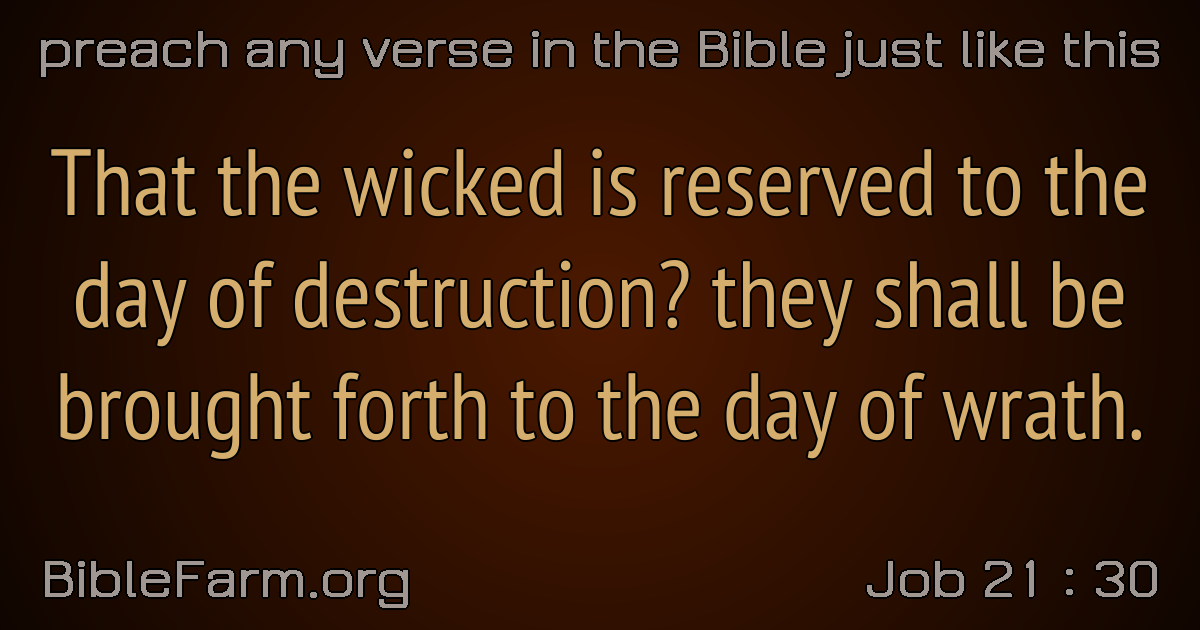 preach any verse in the Bible just like this
That the wicked is reserved to the
day of destruction? they shall be
brought forth to the day of wrath.
BibleFarm.org
Job 21 : 30